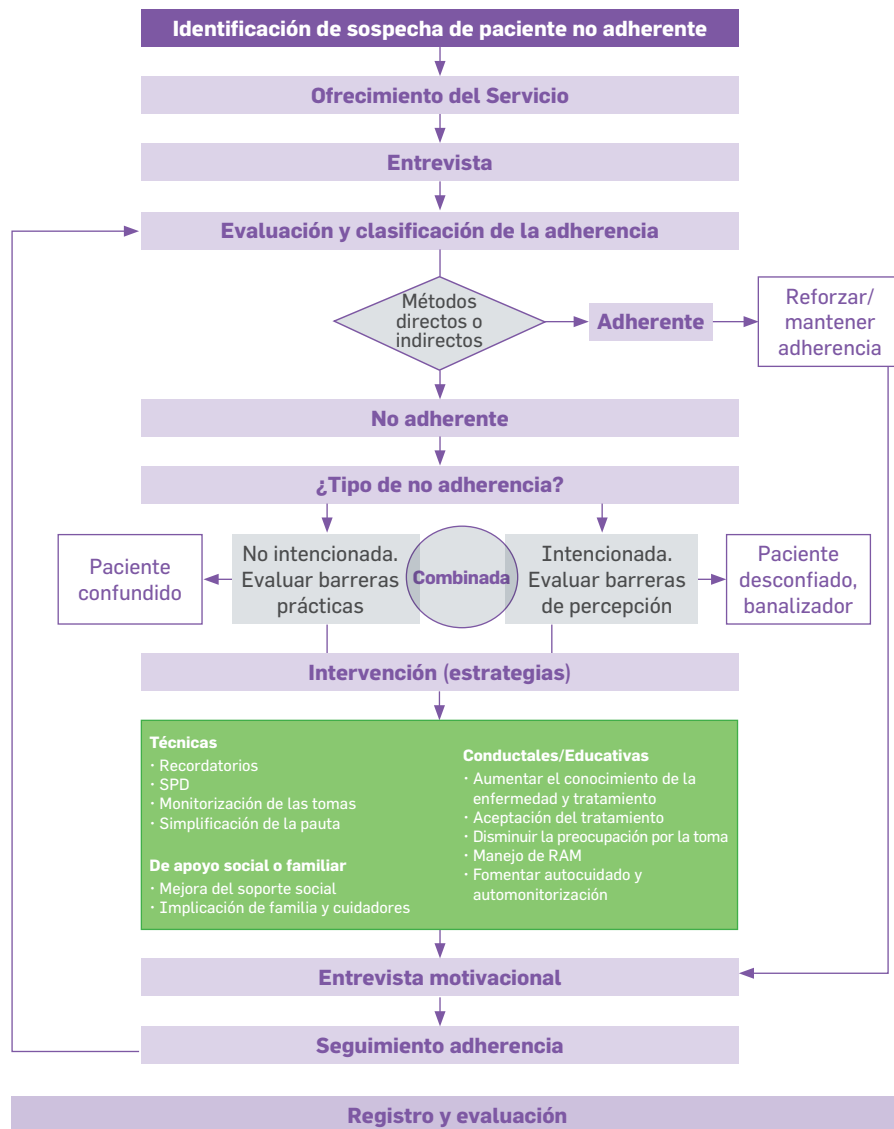 Identificación de sospecha de paciente no adherente
Ofrecimiento del Servicio
Entrevista
Evaluación y clasificación de la adherencia
Métodos
directos o
indirectos
Adherente
Reforzar/
mantener
adherencia
No adherente
¿Tipo de no adherencia?
Paciente
confundido
No intencionada.
Evaluar barreras
prácticas
Combinada
Intencionada.
Evaluar barreras
de percepción
Paciente
desconfiado,
banalizador
Intervención (estrategias)
Técnicas
· Recordatorios
· SPD
· Monitorización de las tomas
· Simplificación de la pauta
De apoyo social o familiar
· Mejora del soporte social
· Implicación de familia y cuidadores
Conductales/Educativas
· Aumentar el conocimiento de la
enfermedad y tratamiento
· Aceptación del tratamiento
· Disminuir la preocupación por la toma
· Manejo de RAM
· Fomentar autocuidado y
automonitorización
Entrevista motivacional
Seguimiento adherencia
Registro y evaluación